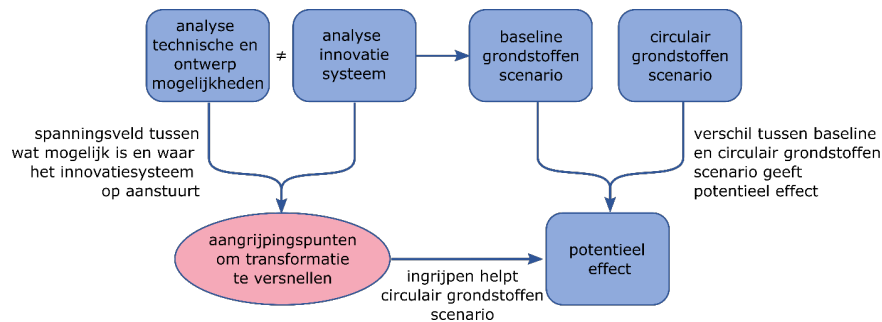 analyse
technische en
ontwerp
mogelijkheden
≠
analyse
innovatie
systeem
baseline
grondstoffen
scenario
circulair
grondstoffen
scenario
spanningsveld tussen
wat mogelijk is en waar
het innovatiesysteem
op aanstuurt
verschil tussen baseline
en circulair grondstoffen
scenario geeft
potentieel effect
aangrijpingspunten
om transformatie
te versnellen
ingrijpen helpt
circulair grondstoffen
scenario
potentieel
effect